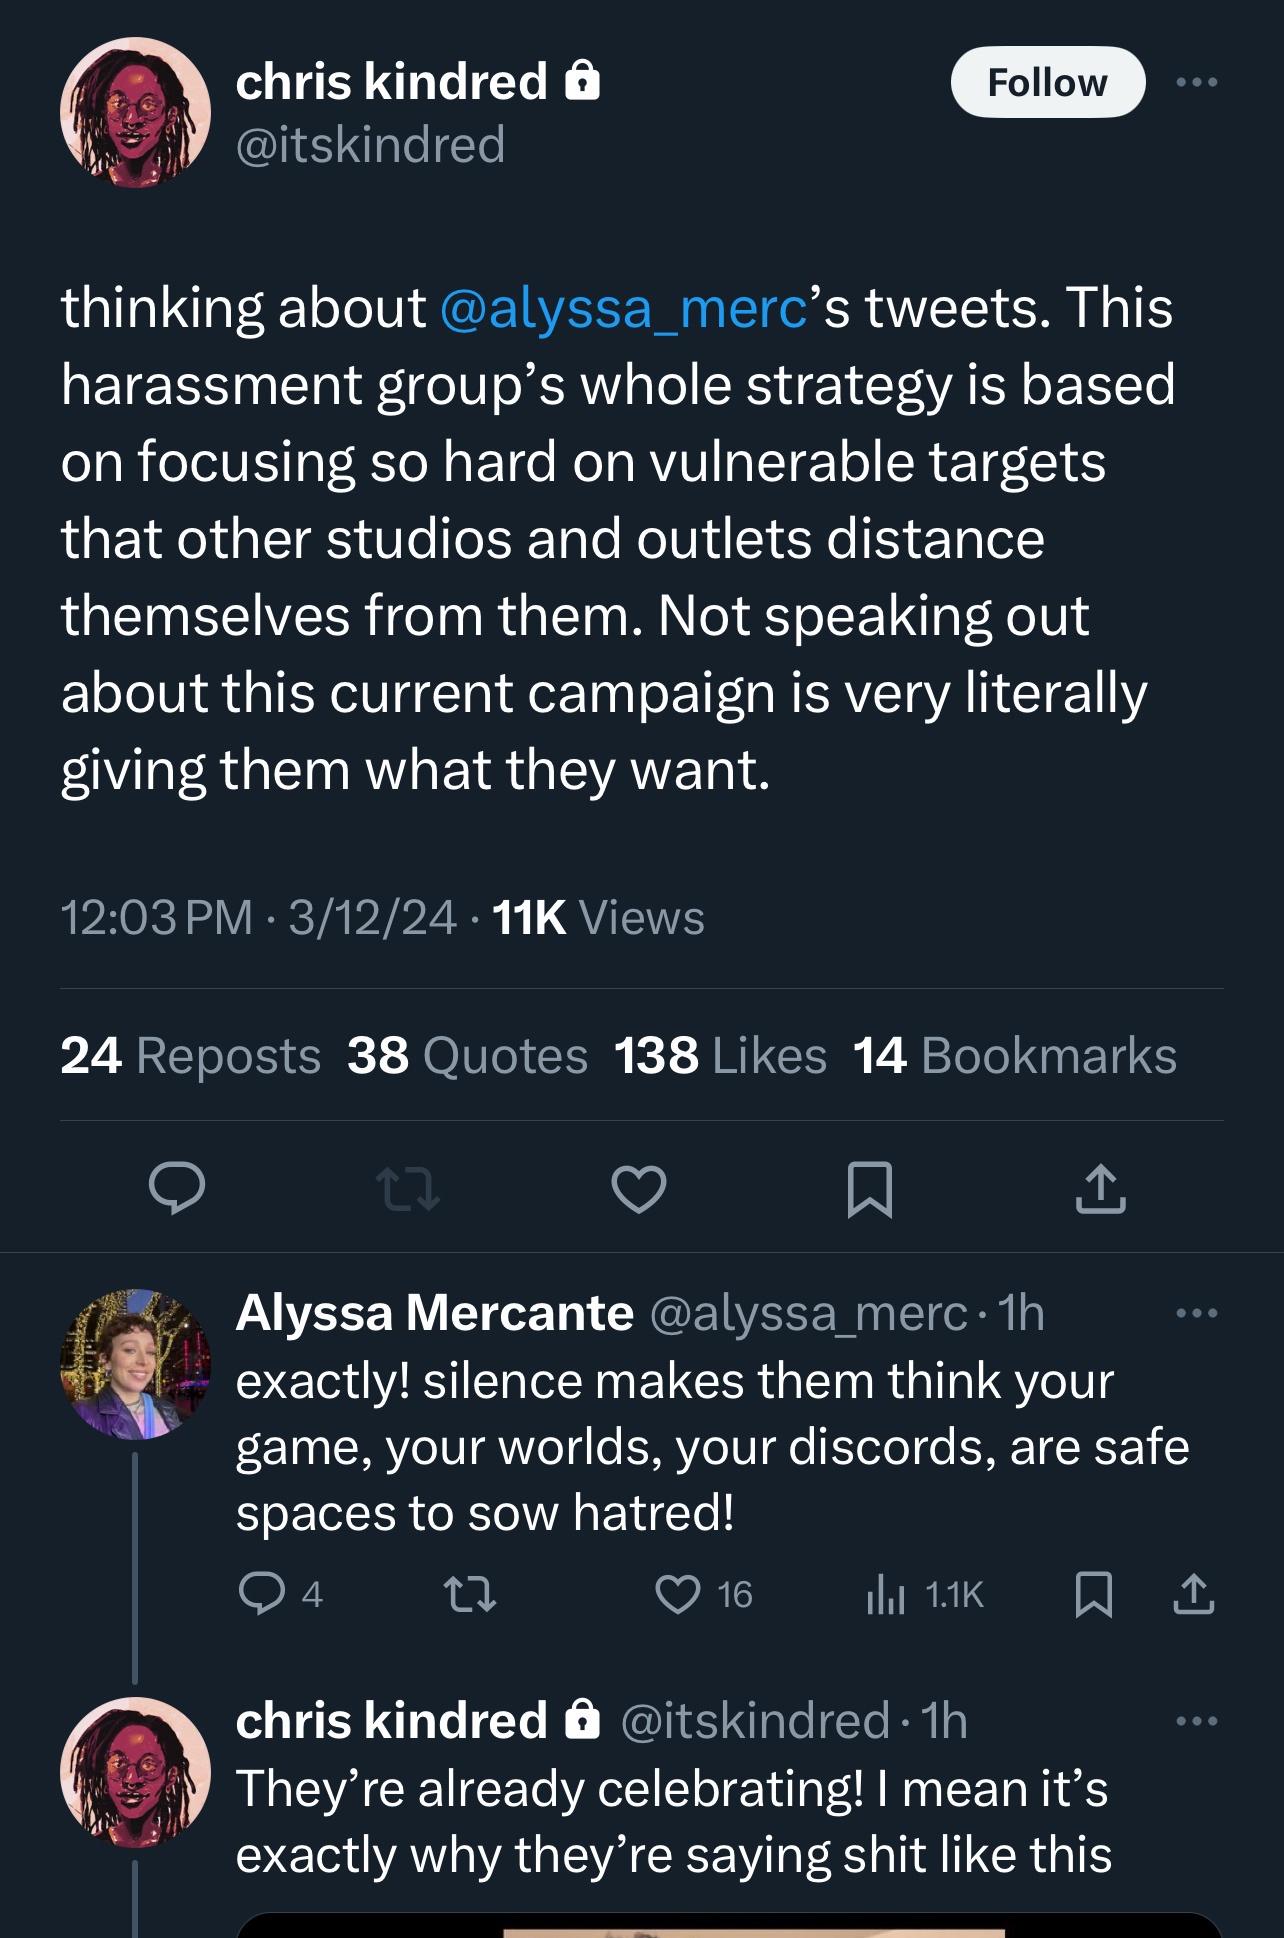 chris kindred
Follow
@itskindred
thinking about @alyssa_merc’s tweets. This
harassment group’s whole strategy is based
on focusing so hard on vulnerable targets
that other studios and outlets distance
themselves from them. Not speaking out
about this current campaign is very literally
giving them what they want.
12:03 PM · 3/12/24 · 11K Views
24 Reposts 38 Quotes 138 Likes 14 Bookmarks
Alyssa Mercante @alyssa_merc · 1h
exactly! silence makes them think your
game, your worlds, your discords, are safe
spaces to sow hatred!
4 16 1.1K
chris kindred @itskindred · 1h
They’re already celebrating! I mean it’s
exactly why they’re saying shit like this